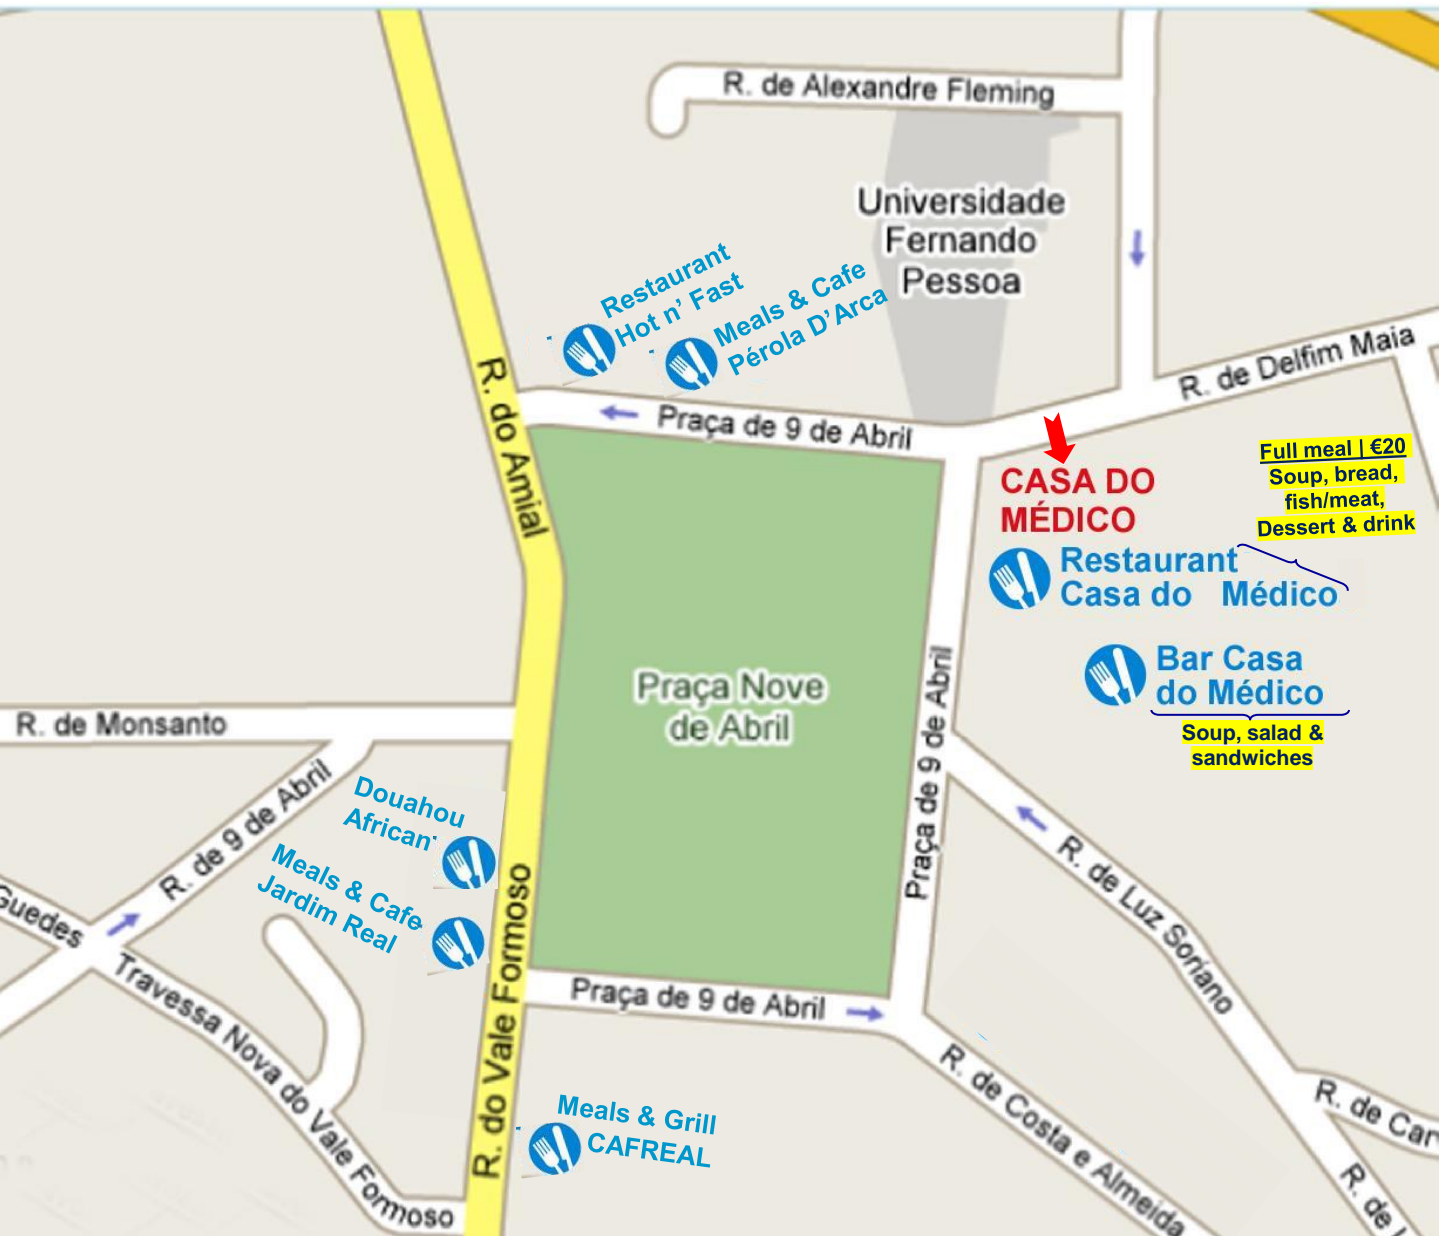 R. de Alexandre Fleming
Universidade
Fernando
Pessoa
Restaurant
Hot n’ Fast
Meals & Cafe
Pérola D’Arca
R. do Amial
Praça de 9 de Abril
R. de Delfim Maia
CASA DO
MÉDICO
Full meal | €20
Soup, bread,
fish/meat,
Dessert & drink
Restaurant
Casa do Médico
Bar Casa
do Médico
Soup, salad &
sandwiches
Praça Nove
de Abril
Praça de 9 de Abril
R. de Monsanto
R. de 9 de Abril
Douahou
African
Meals & Cafe
Jardim Real
Guedes
Travessa Nova do Vale Formoso
R. do Vale Formoso
Praça de 9 de Abril
R. de Luz Soriano
R. de Costa e Almeida
Meals & Grill
CAFREAL
R. de Car
R. de